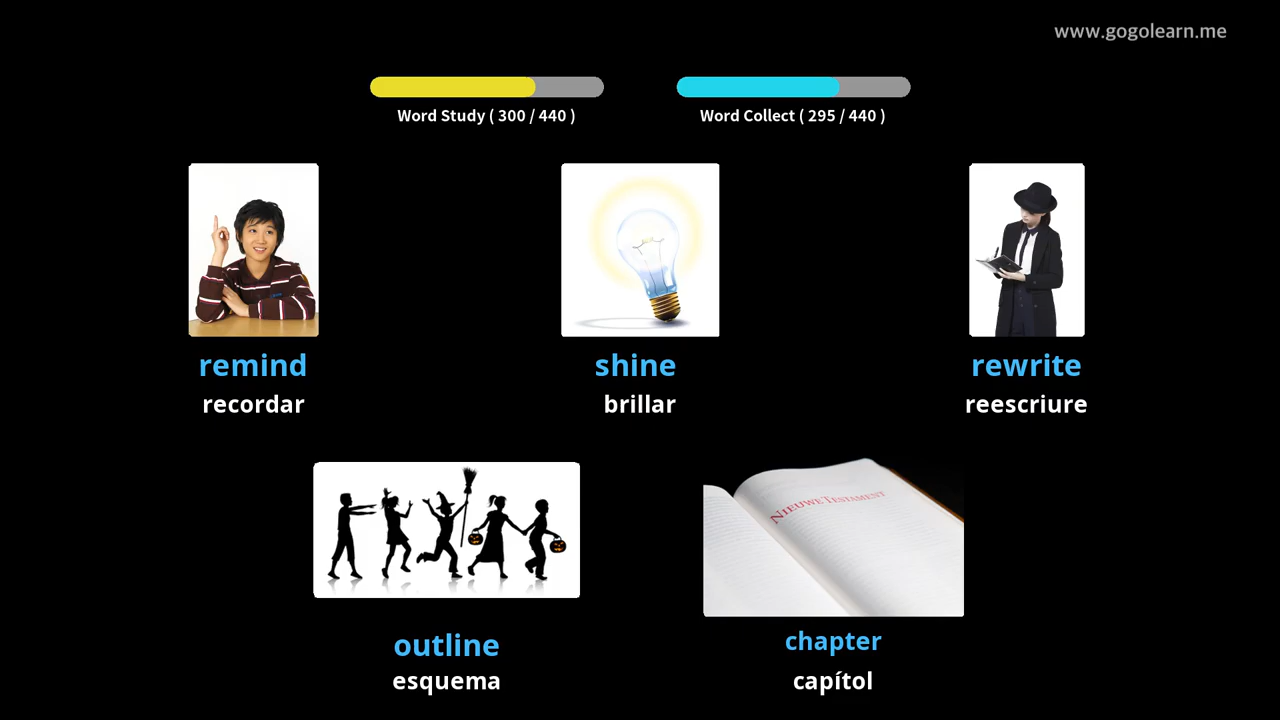 www.gogolearn.me
Word Study ( 300 / 440 )
Word Collect ( 295 / 440 )
remind
recordar
shine
brillar
rewrite
reescriure
NIEUWE TESTAMENT
outline
esquema
chapter
capítol